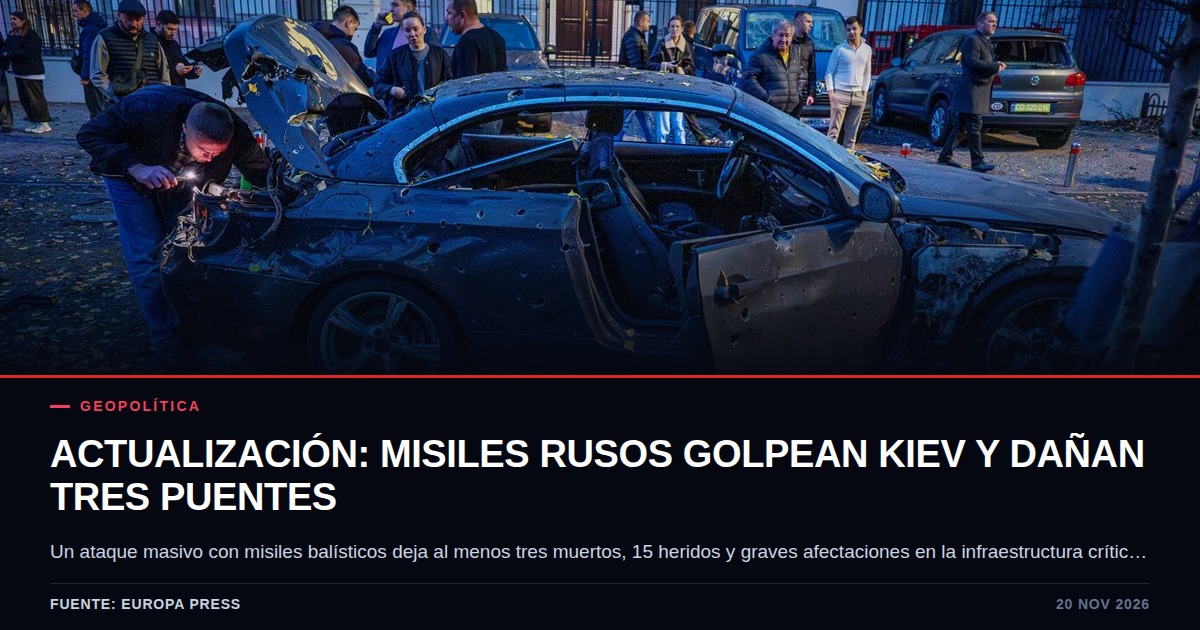 GEOPOLÍTICA
ACTUALIZACIÓN: MISILES RUSOS GOLPEAN KIEV Y DAÑAN
TRES PUENTES
Un ataque masivo con misiles balísticos deja al menos tres muertos, 15 heridos y graves afectaciones en la infraestructura crític…
FUENTE: EUROPA PRESS
20 NOV 2026